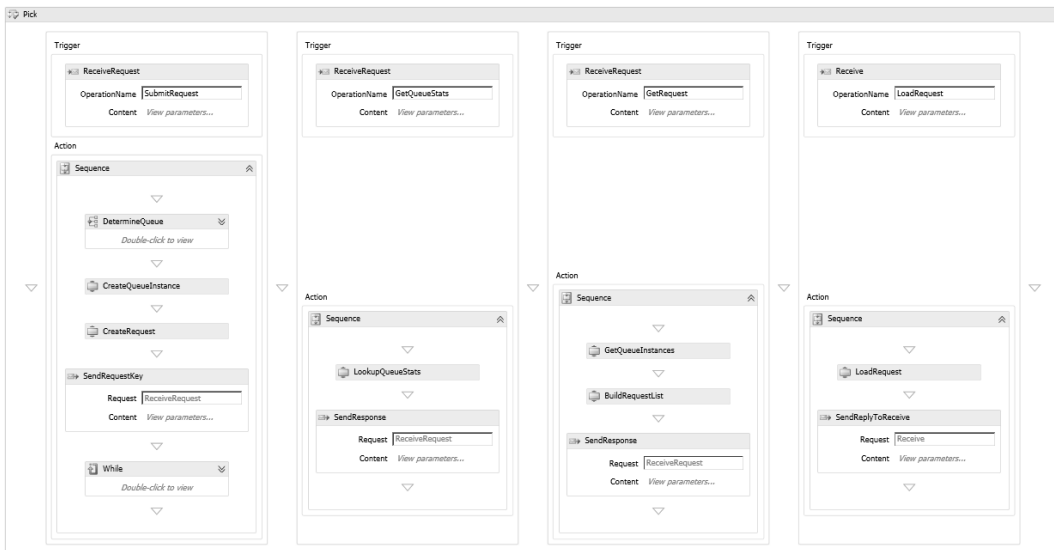 Pick
Trigger
ReceiveRequest
OperationName SubmitRequest
Content View parameters...
Action
Sequence
DetermineQueue
Double-click to view
CreateQueueInstance
CreateRequest
SendRequestKey
Request ReceiveRequest
Content View parameters...
While
Double-click to view
Trigger
ReceiveRequest
OperationName GetQueueStats
Content View parameters...
Action
Sequence
LookupQueueStats
SendResponse
Request ReceiveRequest
Content View parameters...
Trigger
ReceiveRequest
OperationName GetRequest
Content View parameters...
Action
Sequence
GetQueueInstances
BuildRequestList
SendResponse
Request ReceiveRequest
Content View parameters...
Trigger
Receive
OperationName LoadRequest
Content View parameters...
Action
Sequence
LoadRequest
SendReplyToReceive
Request Receive
Content View parameters...